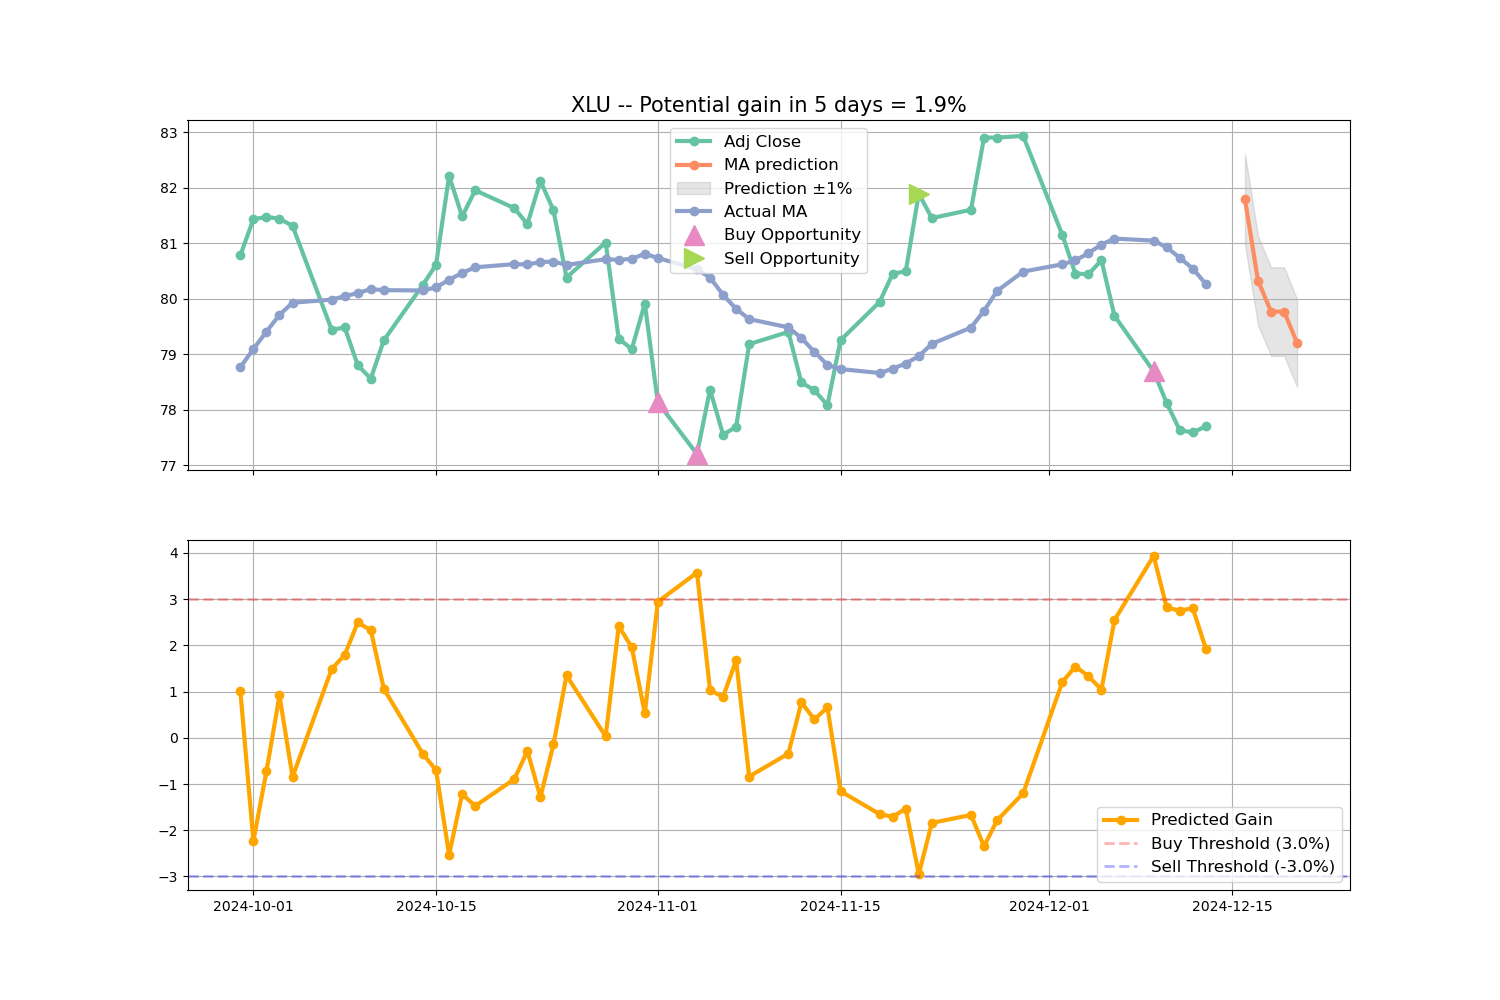 XLU -- Potential gain in 5 days = 1.9%
83
82
81
80
79
78
77
Adj Close
MA prediction
Prediction ±1%
Actual MA
Buy Opportunity
Sell Opportunity
4
3
2
1
0
−1
−2
−3
Predicted Gain
Buy Threshold (3.0%)
Sell Threshold (-3.0%)
2024-10-01
2024-10-15
2024-11-01
2024-11-15
2024-12-01
2024-12-15